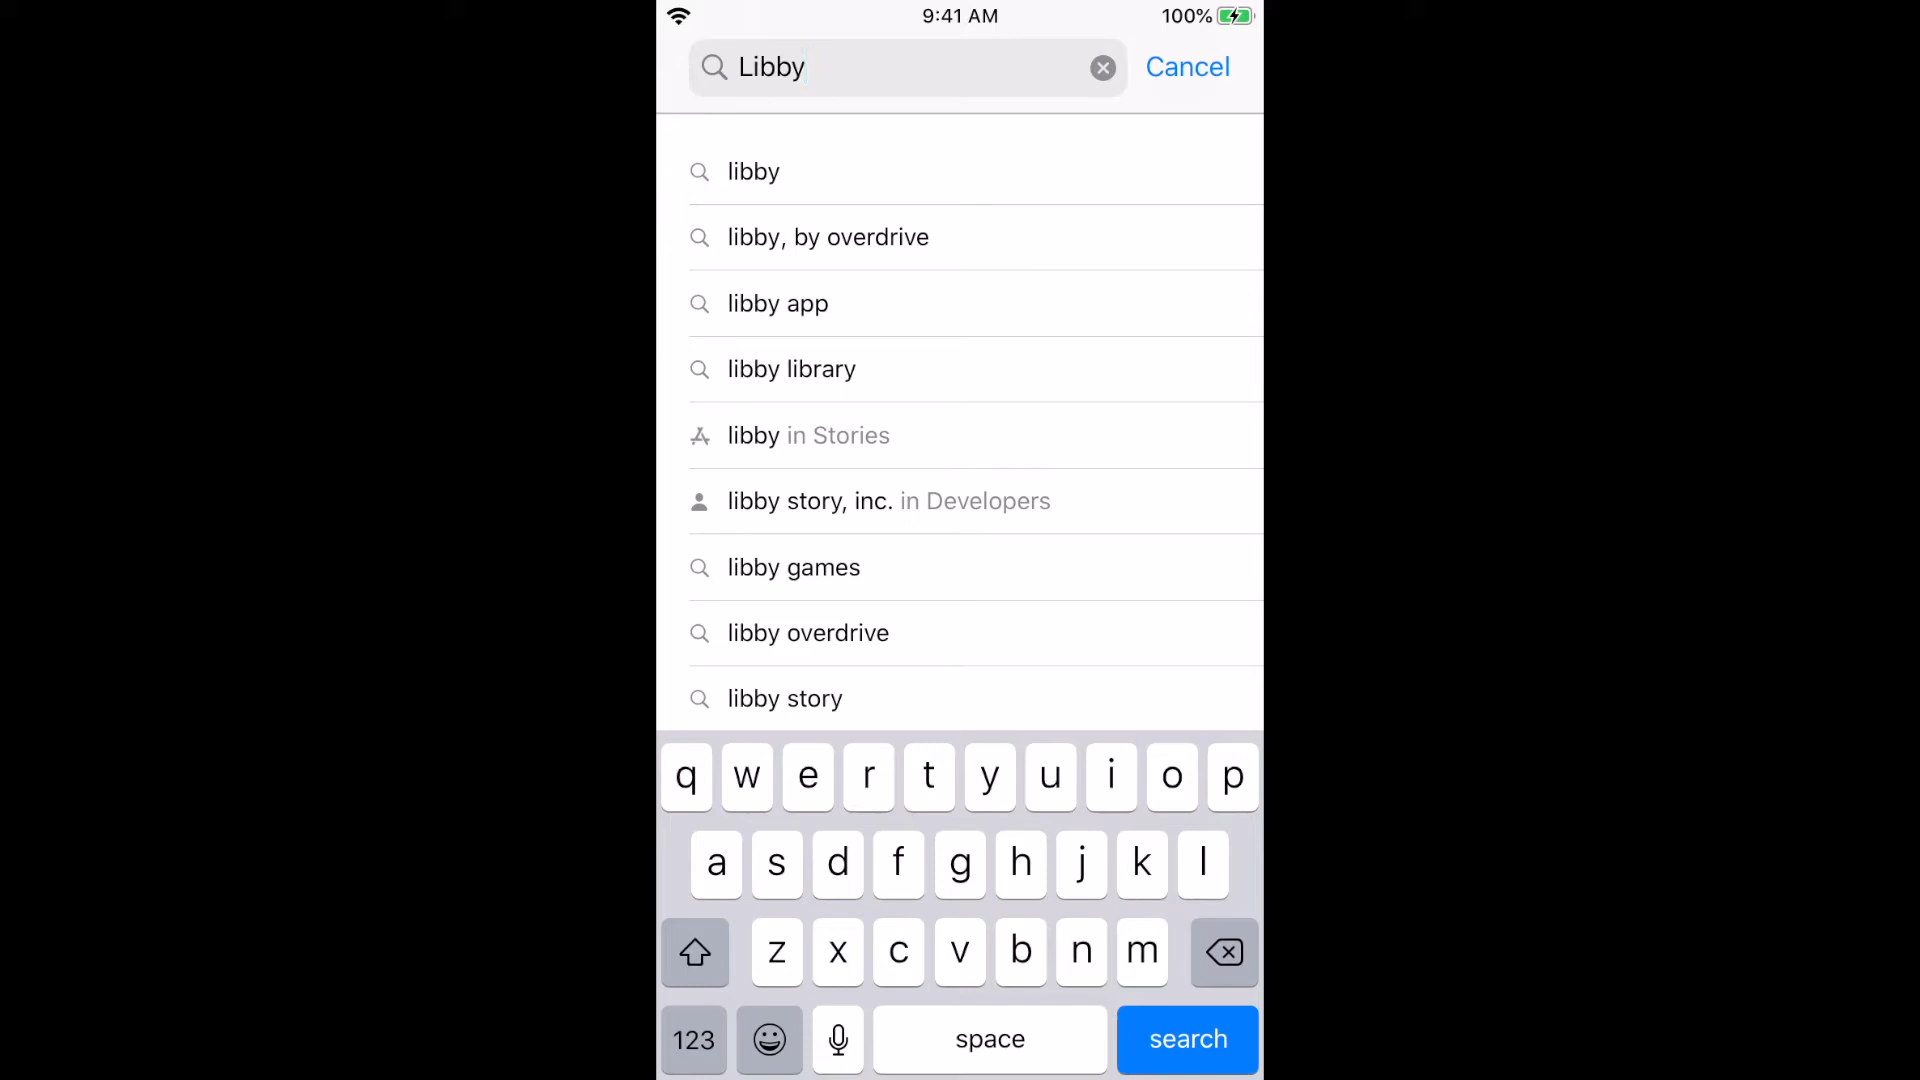 9:41 AM 100%
Libby Cancel
libby
libby, by overdrive
libby app
libby library
libby in Stories
libby story, inc. in Developers
libby games
libby overdrive
libby story
q w e r t y u i o p
a s d f g h j k l
z x c v b n m
123 space search